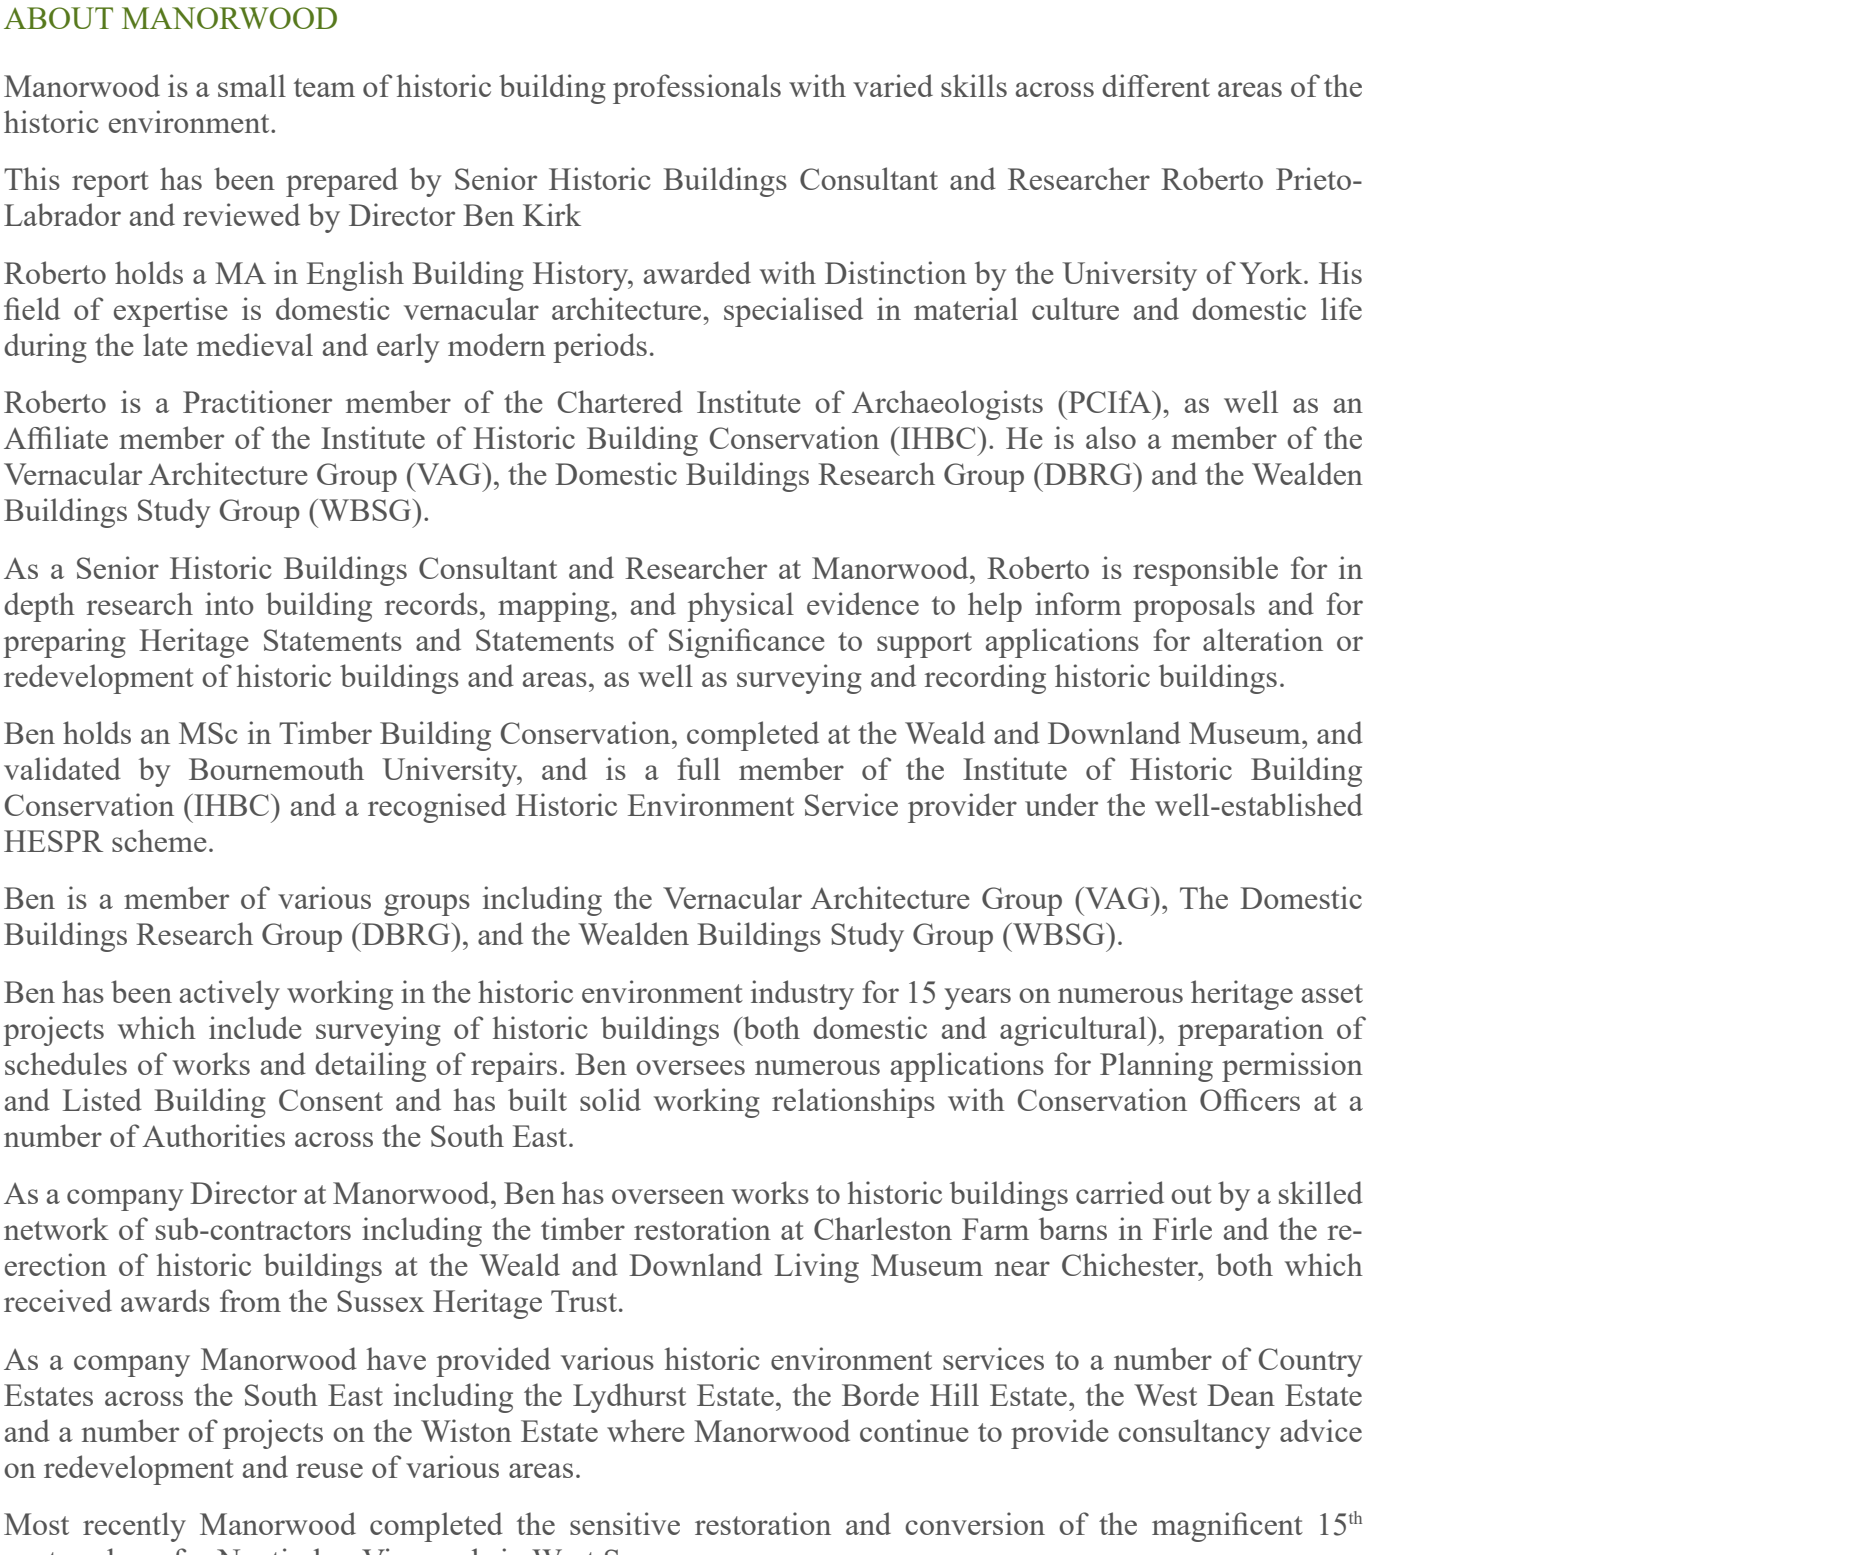 ABOUT MANORWOOD
Manorwood is a small team of historic building professionals with varied skills across different areas of the
historic environment.
This report has been prepared by Senior Historic Buildings Consultant and Researcher Roberto Prieto-
Labrador and reviewed by Director Ben Kirk
Roberto holds a MA in English Building History, awarded with Distinction by the University of York. His
field of expertise is domestic vernacular architecture, specialised in material culture and domestic life
during the late medieval and early modern periods.
Roberto is a Practitioner member of the Chartered Institute of Archaeologists (PCIfA), as well as an
Affiliate member of the Institute of Historic Building Conservation (IHBC). He is also a member of the
Vernacular Architecture Group (VAG), the Domestic Buildings Research Group (DBRG) and the Wealden
Buildings Study Group (WBSG).
As a Senior Historic Buildings Consultant and Researcher at Manorwood, Roberto is responsible for in
depth research into building records, mapping, and physical evidence to help inform proposals and for
preparing Heritage Statements and Statements of Significance to support applications for alteration or
redevelopment of historic buildings and areas, as well as surveying and recording historic buildings.
Ben holds an MSc in Timber Building Conservation, completed at the Weald and Downland Museum, and
validated by Bournemouth University, and is a full member of the Institute of Historic Building
Conservation (IHBC) and a recognised Historic Environment Service provider under the well-established
HESPR scheme.
Ben is a member of various groups including the Vernacular Architecture Group (VAG), The Domestic
Buildings Research Group (DBRG), and the Wealden Buildings Study Group (WBSG).
Ben has been actively working in the historic environment industry for 15 years on numerous heritage asset
projects which include surveying of historic buildings (both domestic and agricultural), preparation of
schedules of works and detailing of repairs. Ben oversees numerous applications for Planning permission
and Listed Building Consent and has built solid working relationships with Conservation Officers at a
number of Authorities across the South East.
As a company Director at Manorwood, Ben has overseen works to historic buildings carried out by a skilled
network of sub-contractors including the timber restoration at Charleston Farm barns in Firle and the re-
erection of historic buildings at the Weald and Downland Living Museum near Chichester, both which
received awards from the Sussex Heritage Trust.
As a company Manorwood have provided various historic environment services to a number of Country
Estates across the South East including the Lydhurst Estate, the Borde Hill Estate, the West Dean Estate
and a number of projects on the Wiston Estate where Manorwood continue to provide consultancy advice
on redevelopment and reuse of various areas.
Most recently Manorwood completed the sensitive restoration and conversion of the magnificent 15th